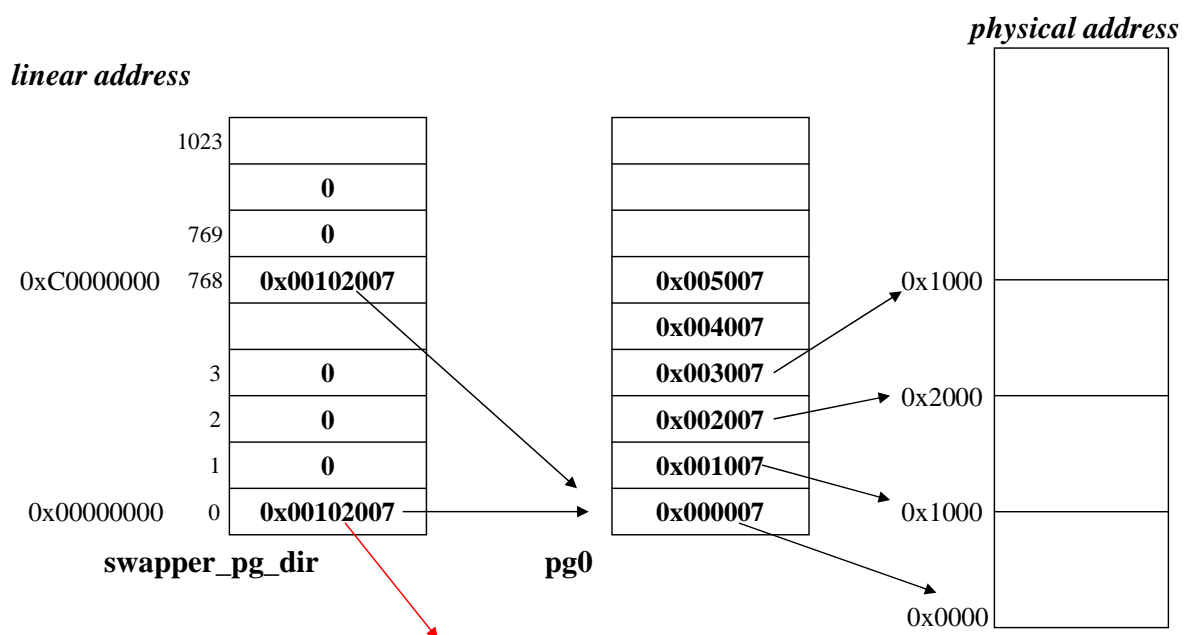 physical address
linear address
1023
0
769 0
0xC0000000 768 0x00102007 0x005007 0x1000
0x004007
3 0 0x003007
2 0 0x002007 0x2000
1 0 0x001007
0x00000000 0 0x00102007 0x000007 0x1000
swapper_pg_dir pg0
0x0000